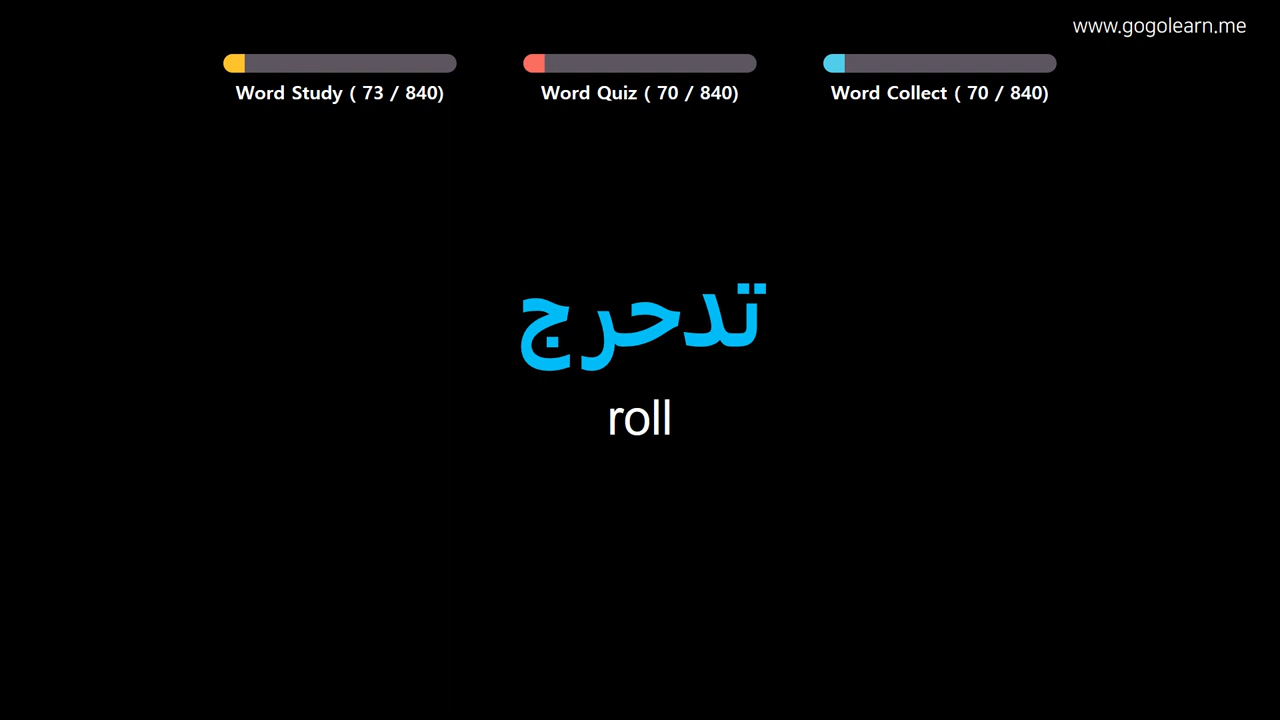 www.gogolearn.me
Word Study ( 73 / 840)
Word Quiz ( 70 / 840)
Word Collect ( 70 / 840)
تدحرج
roll